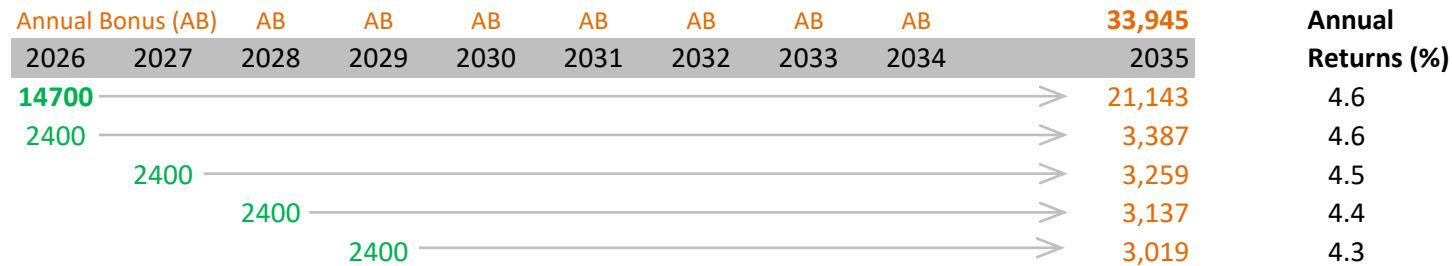 Annual Bonus (AB) AB AB AB AB AB AB AB 33,945 Annual
2026 2027 2028 2029 2030 2031 2032 2033 2034 2035 Returns (%)
14700 21,143 4.6
2400 3,387 4.6
2400 3,259 4.5
2400 3,137 4.4
2400 3,019 4.3